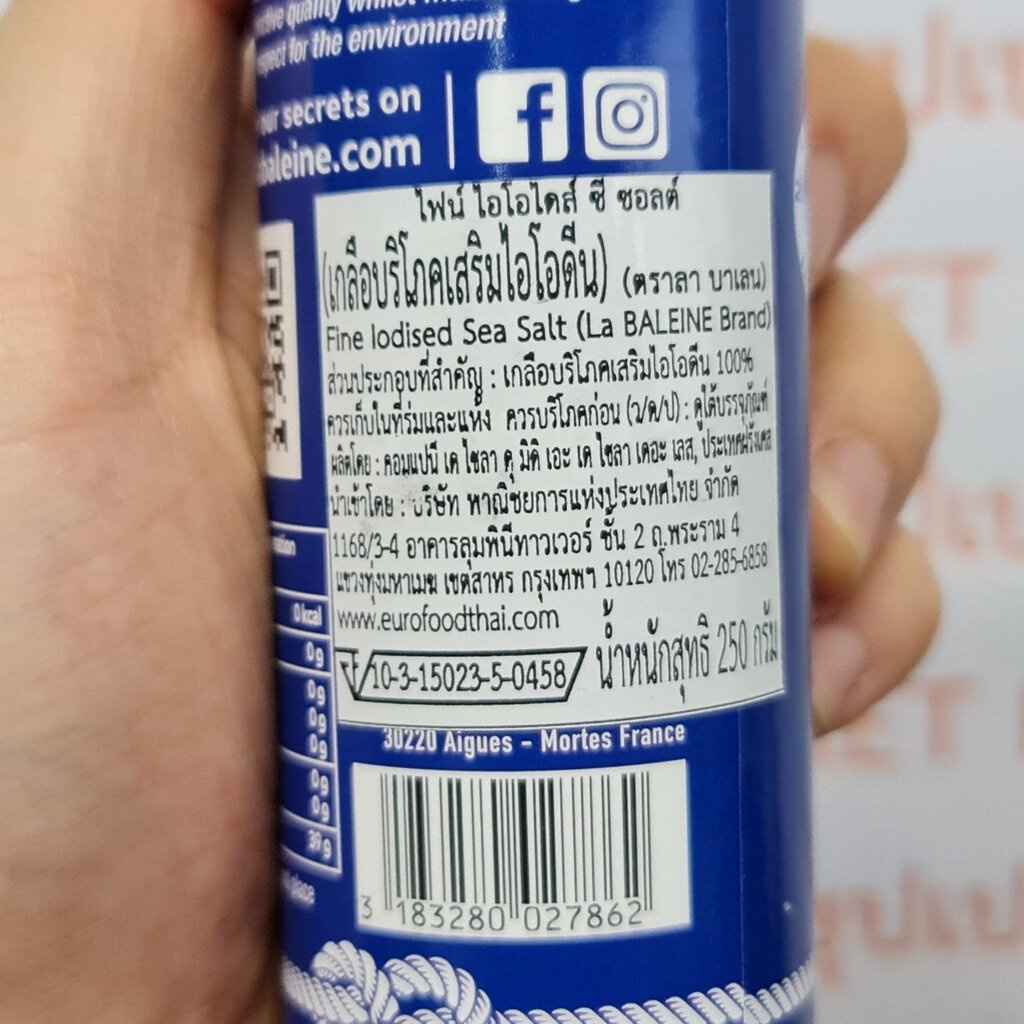 quality whilst
respect for the environment
our secrets on
baleine.com
ไฟน์ ไอโอไดส์ ซี ซอลต์
(เกลือบริโภคเสริมไอโอดีน) (ตราลา บาเลน)
Fine Iodised Sea Salt (La BALEINE Brand)
ส่วนประกอบที่สำคัญ : เกลือบริโภคเสริมไอโอดีน 100%
ควรเก็บในที่ร่มและแห้ง ควรบริโภคก่อน (ว/ด/ป) : ดูใต้บรรจุภัณฑ์
ผลิตโดย : คอมแปนี เด ไซลา ดู มิดิ เอะ เด ไซลา เดอะ เลส, ประเทศฝรั่งเศส
นำเข้าโดย : บริษัท พาณิชยการแห่งประเทศไทย จำกัด
1168/3-4 อาคารลุมพินีทาวเวอร์ ชั้น 2 ถ.พระราม 4
แขวงทุ่งมหาเมฆ เขตสาทร กรุงเทพฯ 10120 โทร 02-285-6858
www.eurofoodthai.com
10-3-15023-5-0458 น้ำหนักสุทธิ 250 กรัม
0 kcal
0g
0g
0g
0g
0g
0g
39g
place
30220 Aigues - Mortes France
3 183280 027862